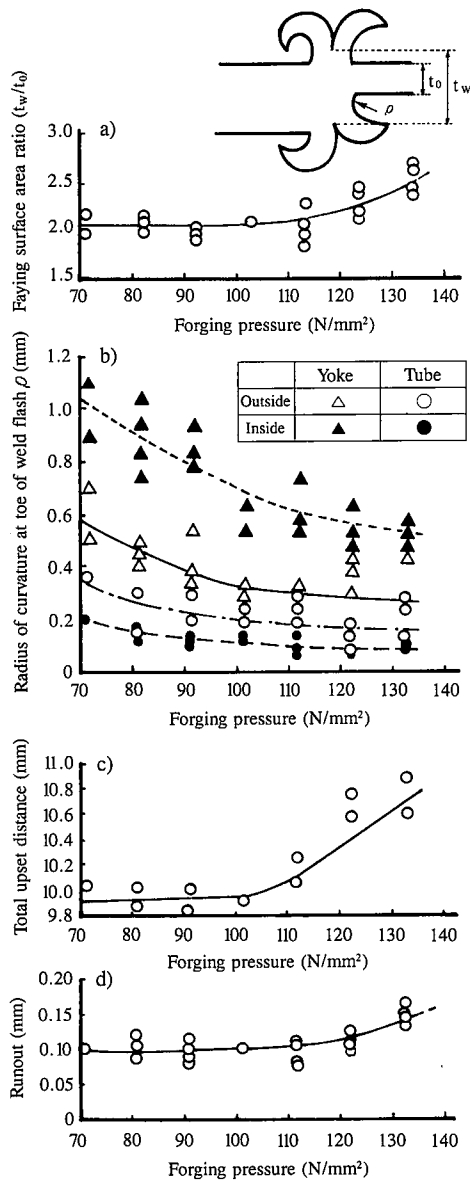 Faying surface area ratio (tw/t0)
a)
3.0
2.5
2.0
1.5
t0
tw
ρ
70 80 90 100 110 120 130 140
Forging pressure (N/mm²)
Radius of curvature at toe of weld flash ρ (mm)
b)
1.2
1.0
0.8
0.6
0.4
0.2
0
Yoke Tube
Outside
Inside
70 80 90 100 110 120 130 140
Forging pressure (N/mm²)
Total upset distance (mm)
c)
11.0
10.8
10.6
10.4
10.0
9.8
70 80 90 100 110 120 130 140
Forging pressure (N/mm²)
Runout (mm)
d)
0.20
0.15
0.10
0.05
0
70 80 90 100 110 120 130 140
Forging pressure (N/mm²)